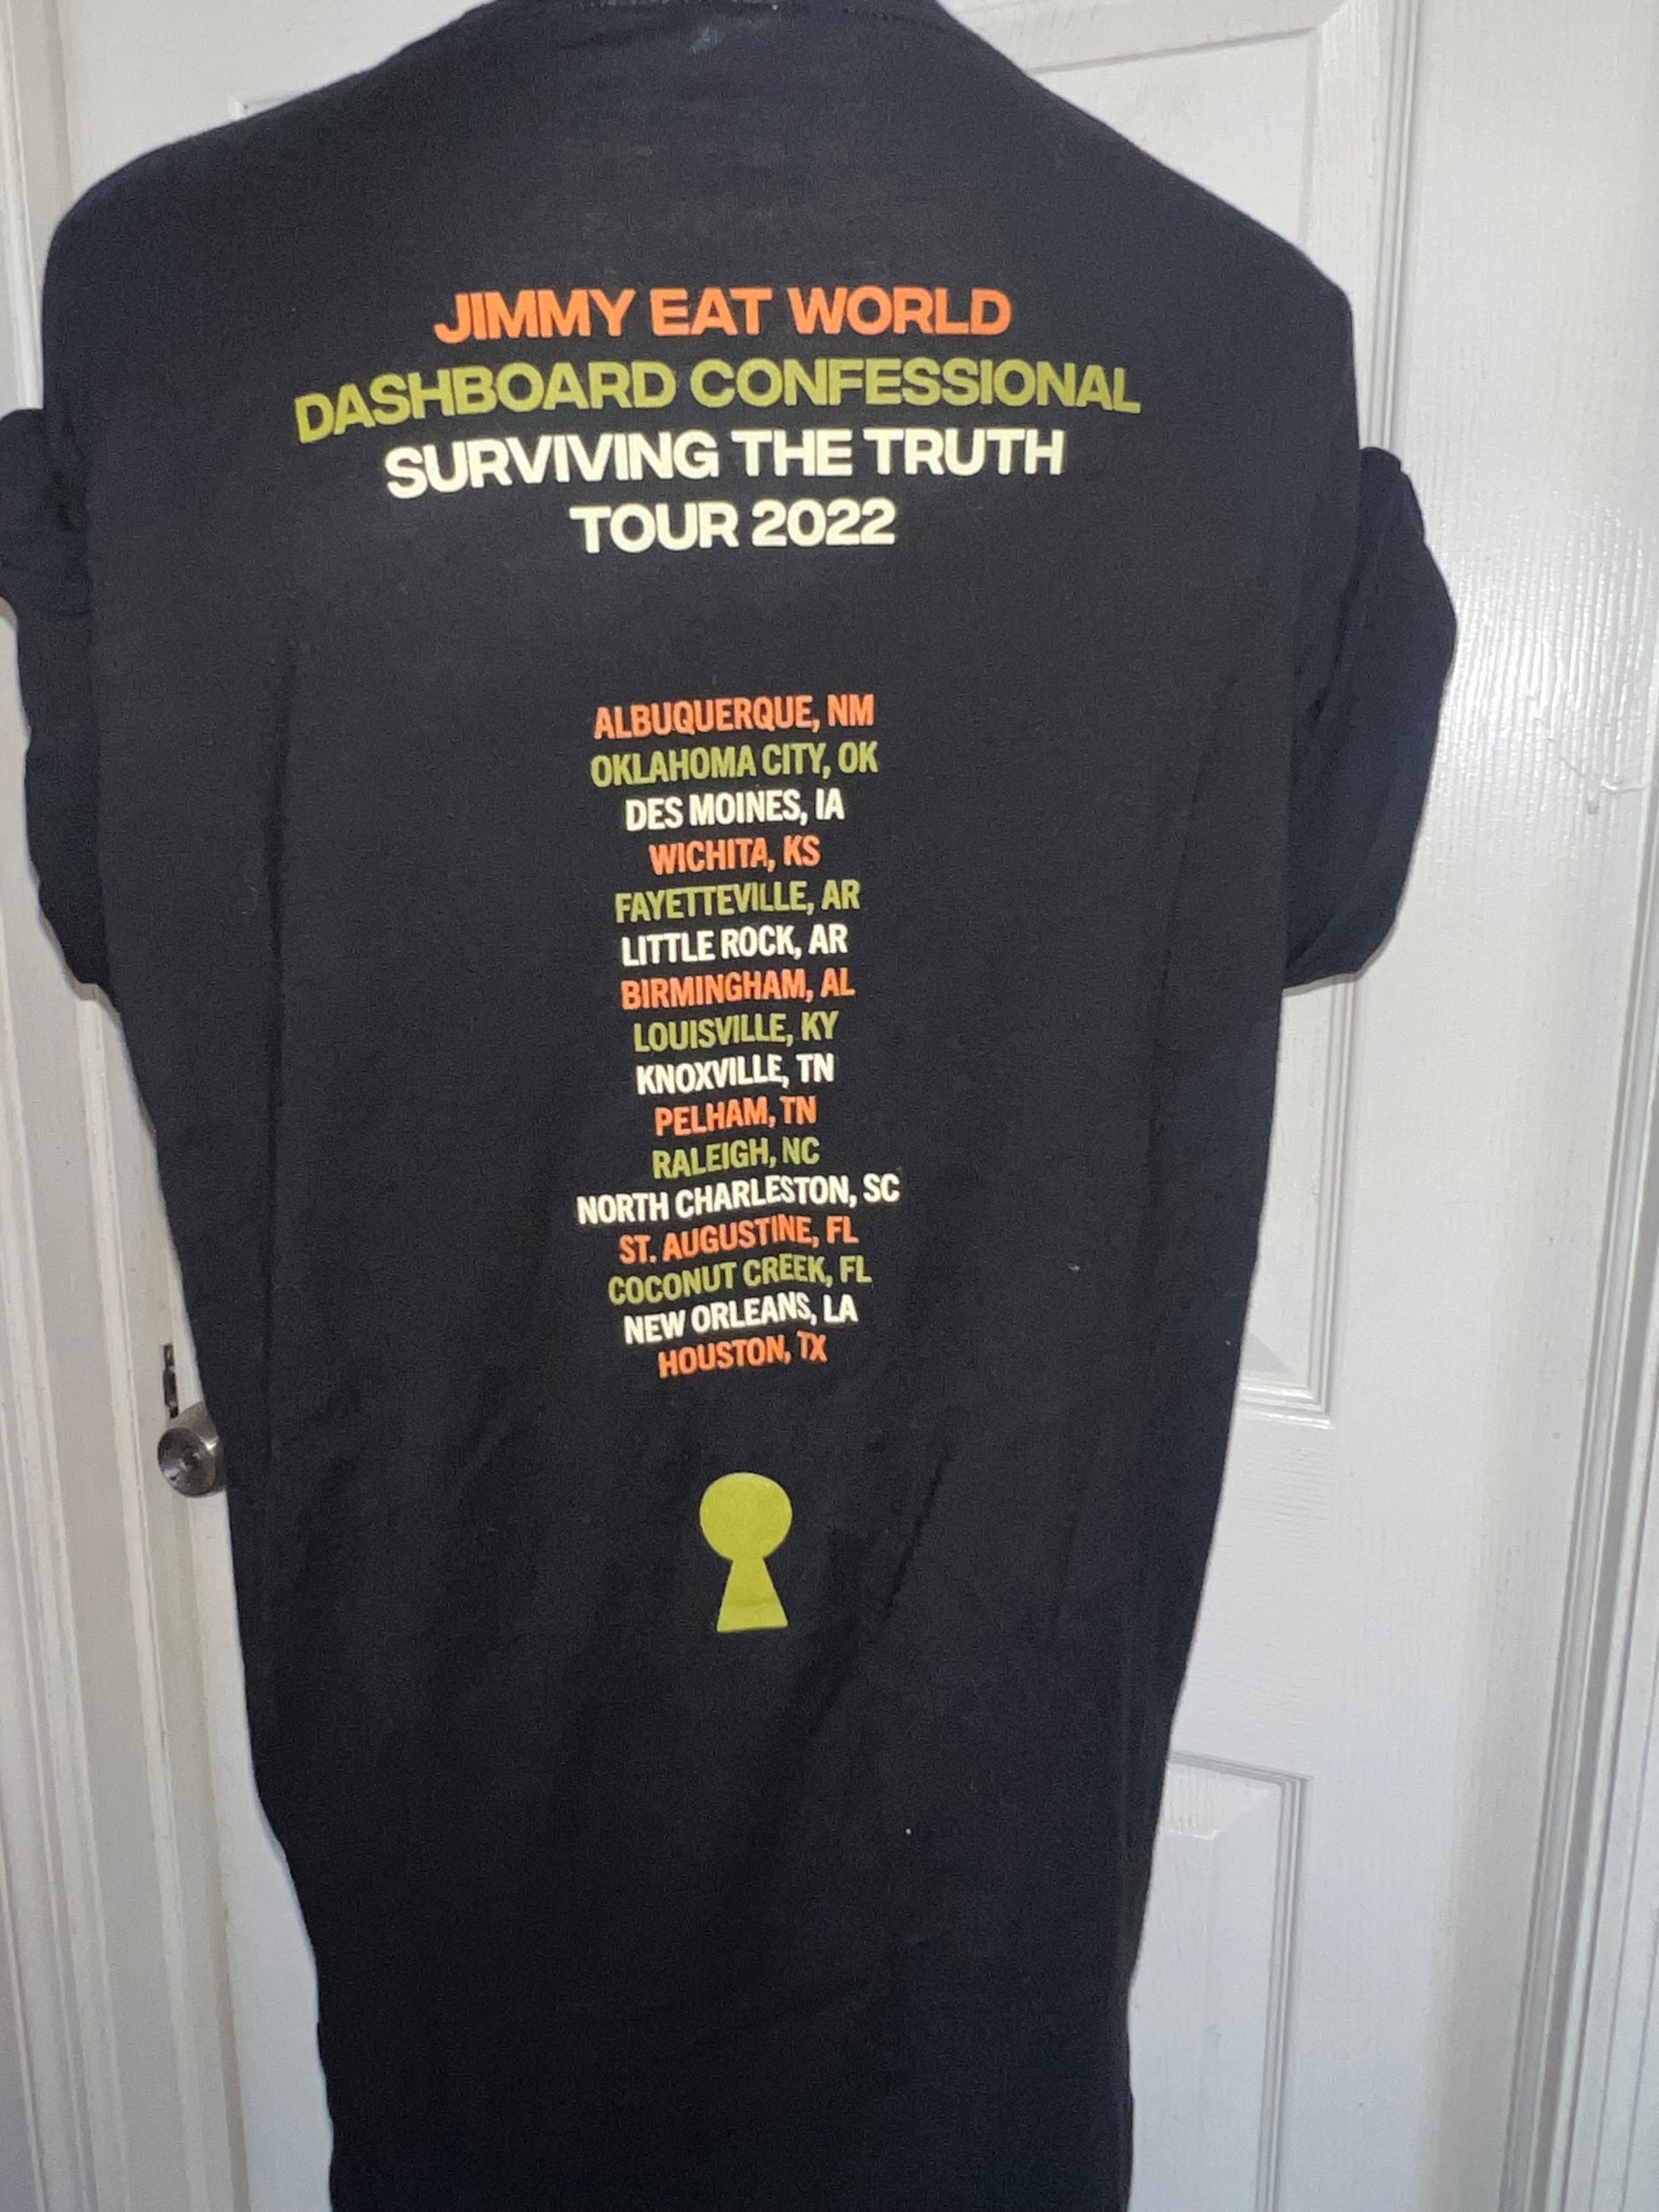 JIMMY EAT WORLD
DASHBOARD CONFESSIONAL
SURVIVING THE TRUTH
TOUR 2022
ALBUQUERQUE, NM
OKLAHOMA CITY, OK
DES MOINES, IA
WICHITA, KS
FAYETTEVILLE, AR
LITTLE ROCK, AR
BIRMINGHAM, AL
LOUISVILLE, KY
KNOXVILLE, TN
PELHAM, TN
RALEIGH, NC
NORTH CHARLESTON, SC
ST. AUGUSTINE, FL
COCONUT CREEK, FL
NEW ORLEANS, LA
HOUSTON, TX